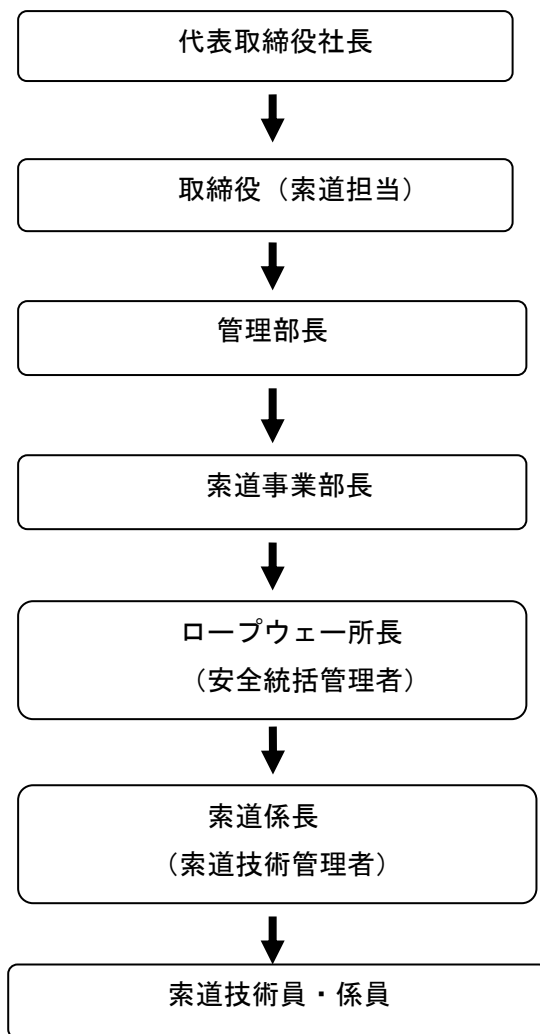 代表取締役社長
取締役（索道担当）
管理部長
索道事業部長
ロープウェー所長
（安全統括管理者）
索道係長
（索道技術管理者）
索道技術員・係員